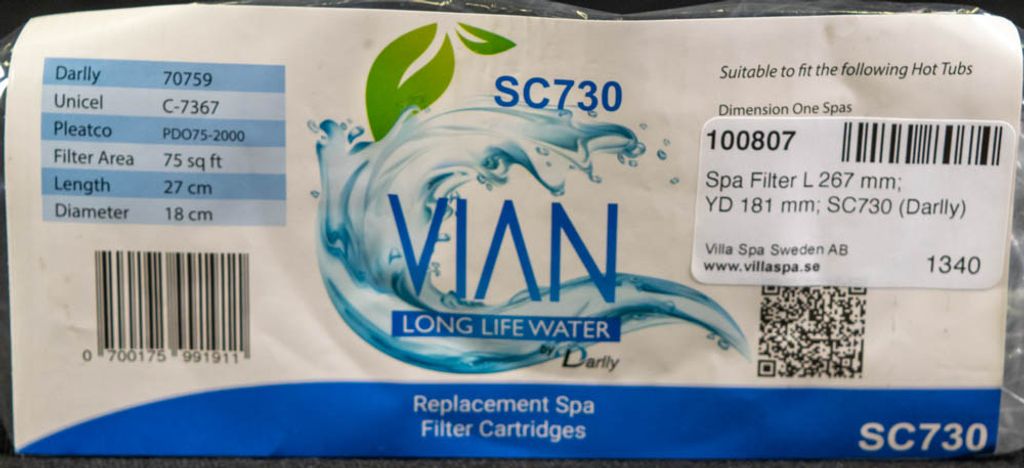 Darlly 70759
Unicel C-7367
Pleatco PDO75-2000
Filter Area 75 sq ft
Length 27 cm
Diameter 18 cm
0 700175 991911
SC730
VIAN
LONG LIFE WATER
by Darlly
Suitable to fit the following Hot Tubs
Dimension One Spas
100807
Spa Filter L 267 mm;
YD 181 mm; SC730 (Darlly)
Villa Spa Sweden AB
www.villaspa.se 1340
Replacement Spa
Filter Cartridges
SC730